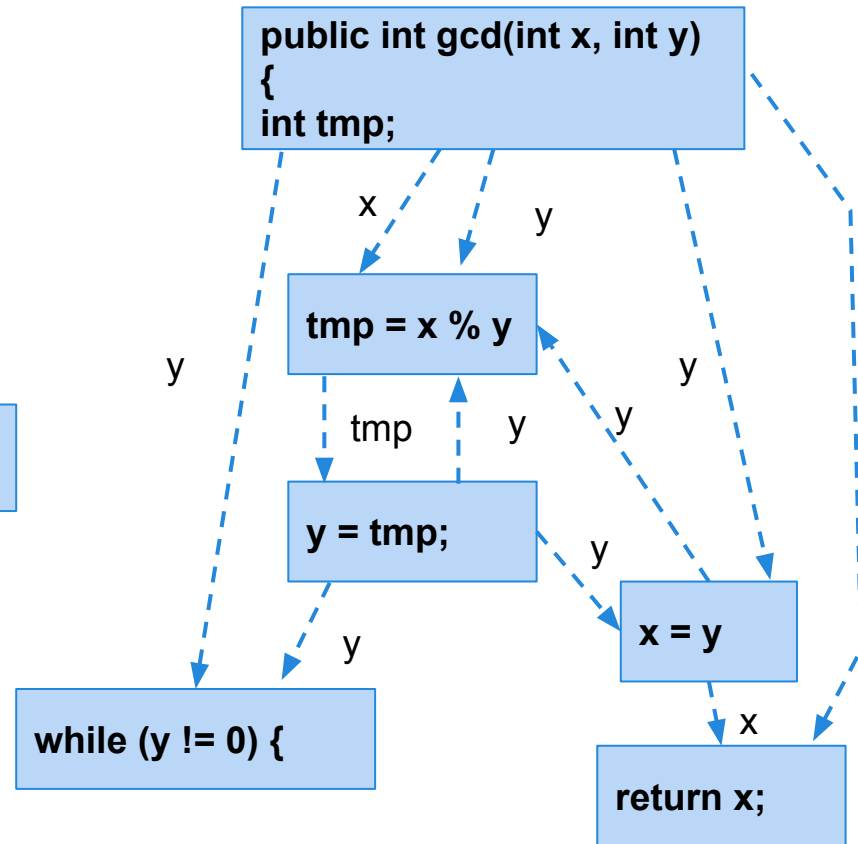 public int gcd(int x, int y)
{
int tmp;
x
y
tmp = x % y
y
y
tmp
y
y
y = tmp;
y
x = y
y
while (y != 0) {
x
return x;